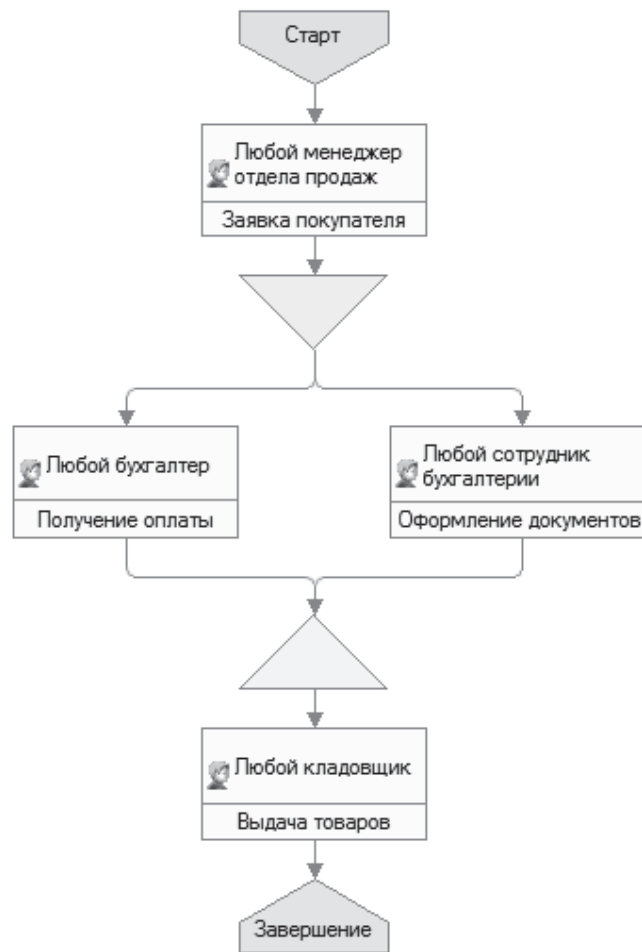 Старт
Любой менеджер
отдела продаж
Заявка покупателя
Любой бухгалтер
Получение оплаты
Любой сотрудник
бухгалтерии
Оформление документов
Любой кладовщик
Выдача товаров
Завершение